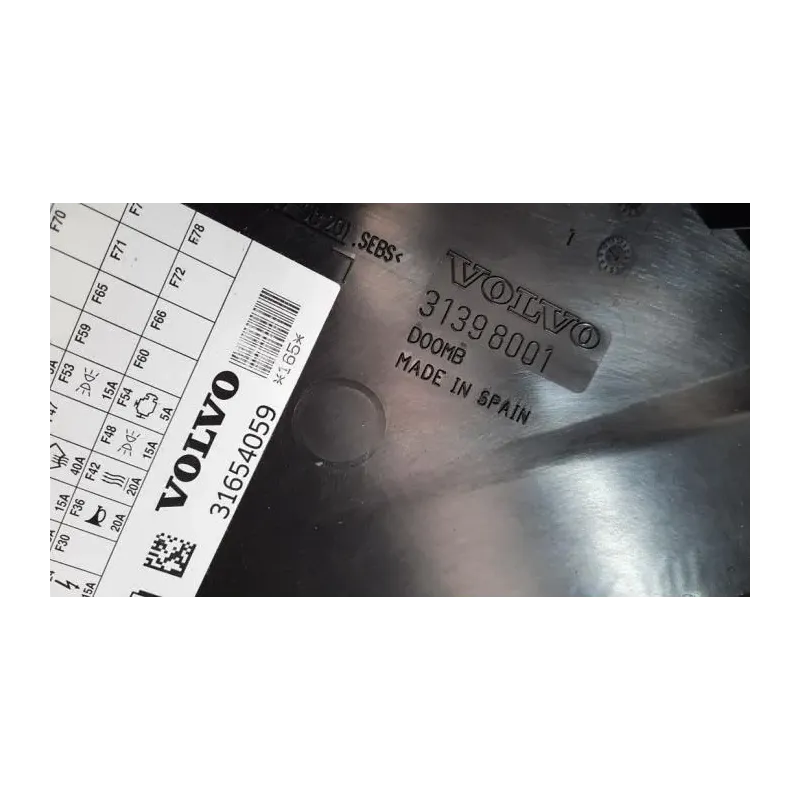 F70
F78
F71
F72
F65
F66
F59
F60
F53
15A
F54
5A
F48
15A
40A
F42
20A
15A
F36
20A
F30
15A
VOLVO
31654059
*165*
.SEBS<
1
VOLVO
31398001
DOOMB
MADE IN SPAIN